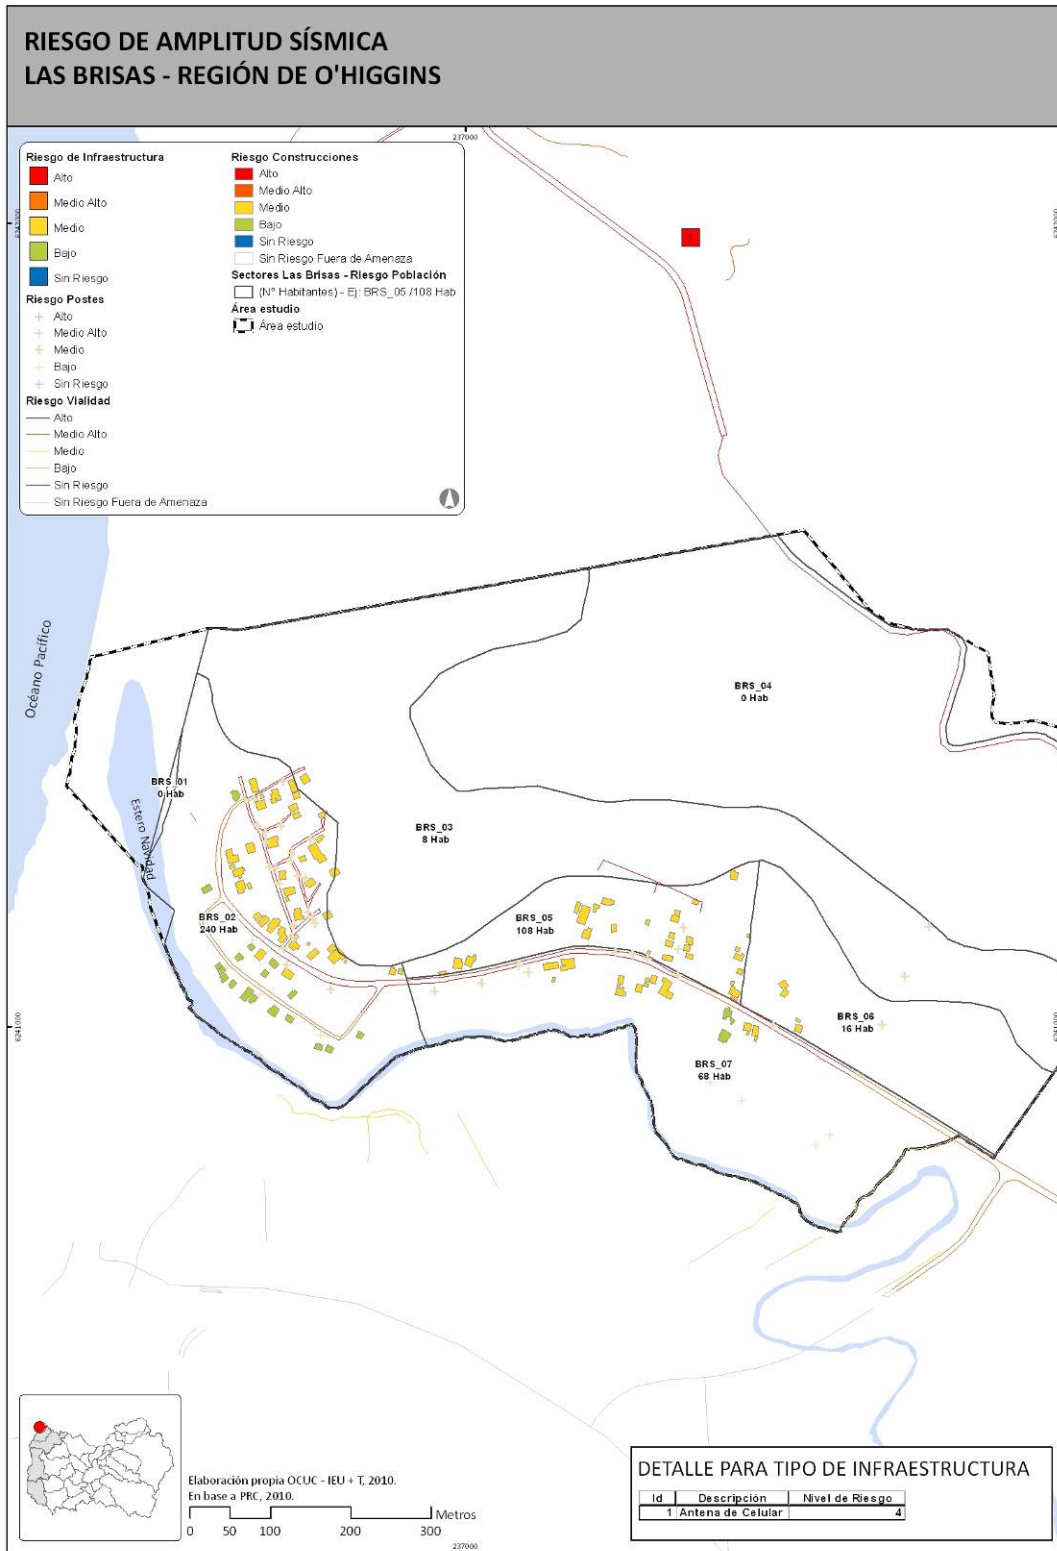 RIESGO DE AMPLITUD SÍSMICA
LAS BRISAS - REGIÓN DE O'HIGGINS
237000
Riesgo de Infraestructura
Alto
Medio Alto
Medio
Bajo
Sin Riesgo
Riesgo Postes
Alto
Medio Alto
Medio
Bajo
Sin Riesgo
Riesgo Vialidad
Alto
Medio Alto
Medio
Bajo
Sin Riesgo
Sin Riesgo Fuera de Amenaza
Riesgo Construcciones
Alto
Medio Alto
Medio
Bajo
Sin Riesgo
Sin Riesgo Fuera de Amenaza
Sectores Las Brisas - Riesgo Población
(N° Habitantes) - Ej: BRS_05 /108 Hab
Área estudio
Área estudio
6242000
6242000
Océano Pacífico
BRS_04
0 Hab
BRS_01
0 Hab
Estero Navidad
BRS_03
8 Hab
BRS_02
240 Hab
BRS_05
108 Hab
BRS_06
16 Hab
BRS_07
68 Hab
6241000
6241000
Elaboración propia OCUC - IEU + T, 2010.
En base a PRC, 2010.
Metros
0 50 100 200 300
237000
DETALLE PARA TIPO DE INFRAESTRUCTURA
Id Descripción Nivel de Riesgo
1 Antena de Celular 4